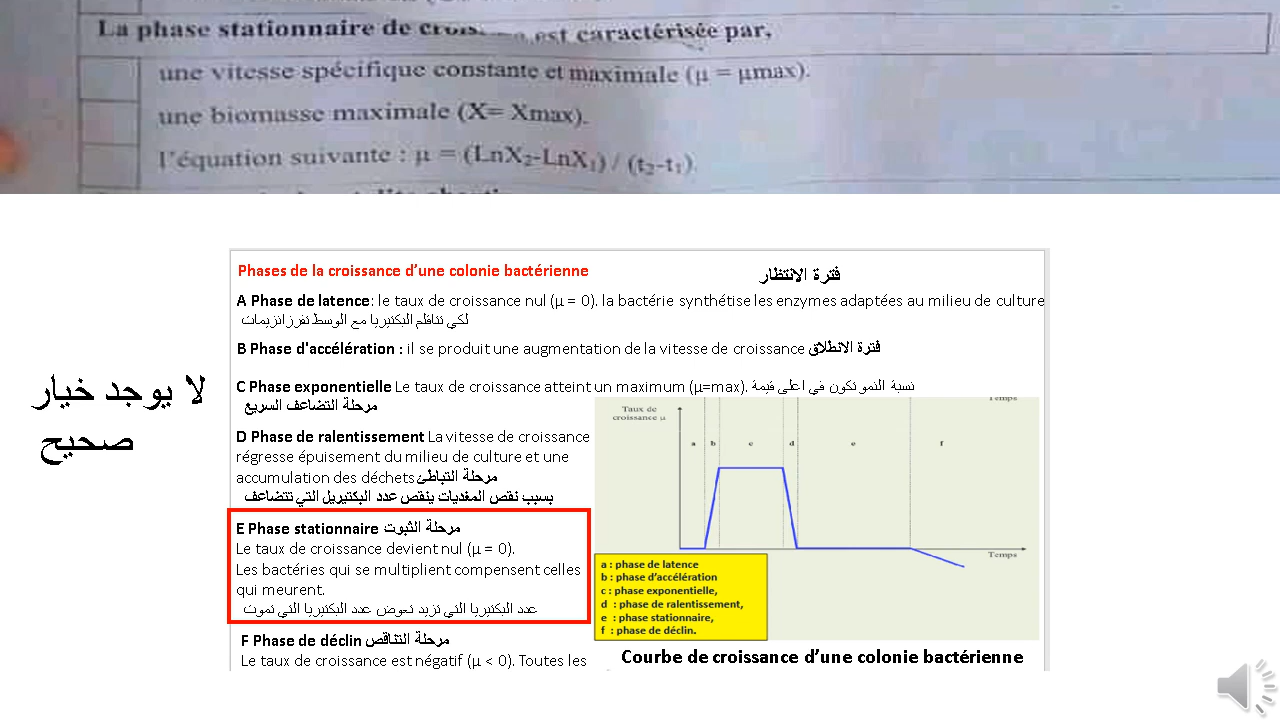 La phase stationnaire de est caractérisée par,
une vitesse spécifique constante et maximale (μ = μmax).
une biomasse maximale (X= Xmax).
l'équation suivante : μ = (LnX₂-LnX₁) / (t₂-t₁).
Phases de la croissance d'une colonie bactérienne
فترة الانتظار
A Phase de latence: le taux de croissance nul (μ = 0). la bactérie synthétise les enzymes adaptées au milieu de culture
لكي تتاقلم البكتيريا مع الوسط تفرز انزيمات
B Phase d'accélération : il se produit une augmentation de la vitesse de croissance فترة الانطلاق
C Phase exponentielle Le taux de croissance atteint un maximum (μ=max). نسبة النمو تكون في اعلى قيمة
مرحلة التضاعف السريع
D Phase de ralentissement La vitesse de croissance
régresse épuisement du milieu de culture et une
accumulation des déchets مرحلة التباطئ
بسبب نقص المغديات ينقص عدد البكتيريل التي تتضاعف
لا يوجد خيار
صحيح
E Phase stationnaire مرحلة الثبوت
Le taux de croissance devient nul (μ = 0).
Les bactéries qui se multiplient compensent celles
qui meurent.
عدد البكتيريا التي تزيد تعوض عدد البكتيريا التي تموت
F Phase de déclin مرحلة التناقص
Le taux de croissance est négatif (μ < 0). Toutes les
Temps
Taux de
croissance μ
a b c d e f
Temps
a : phase de latence
b : phase d'accélération
c : phase exponentielle,
d : phase de ralentissement,
e : phase stationnaire,
f : phase de déclin.
Courbe de croissance d'une colonie bactérienne